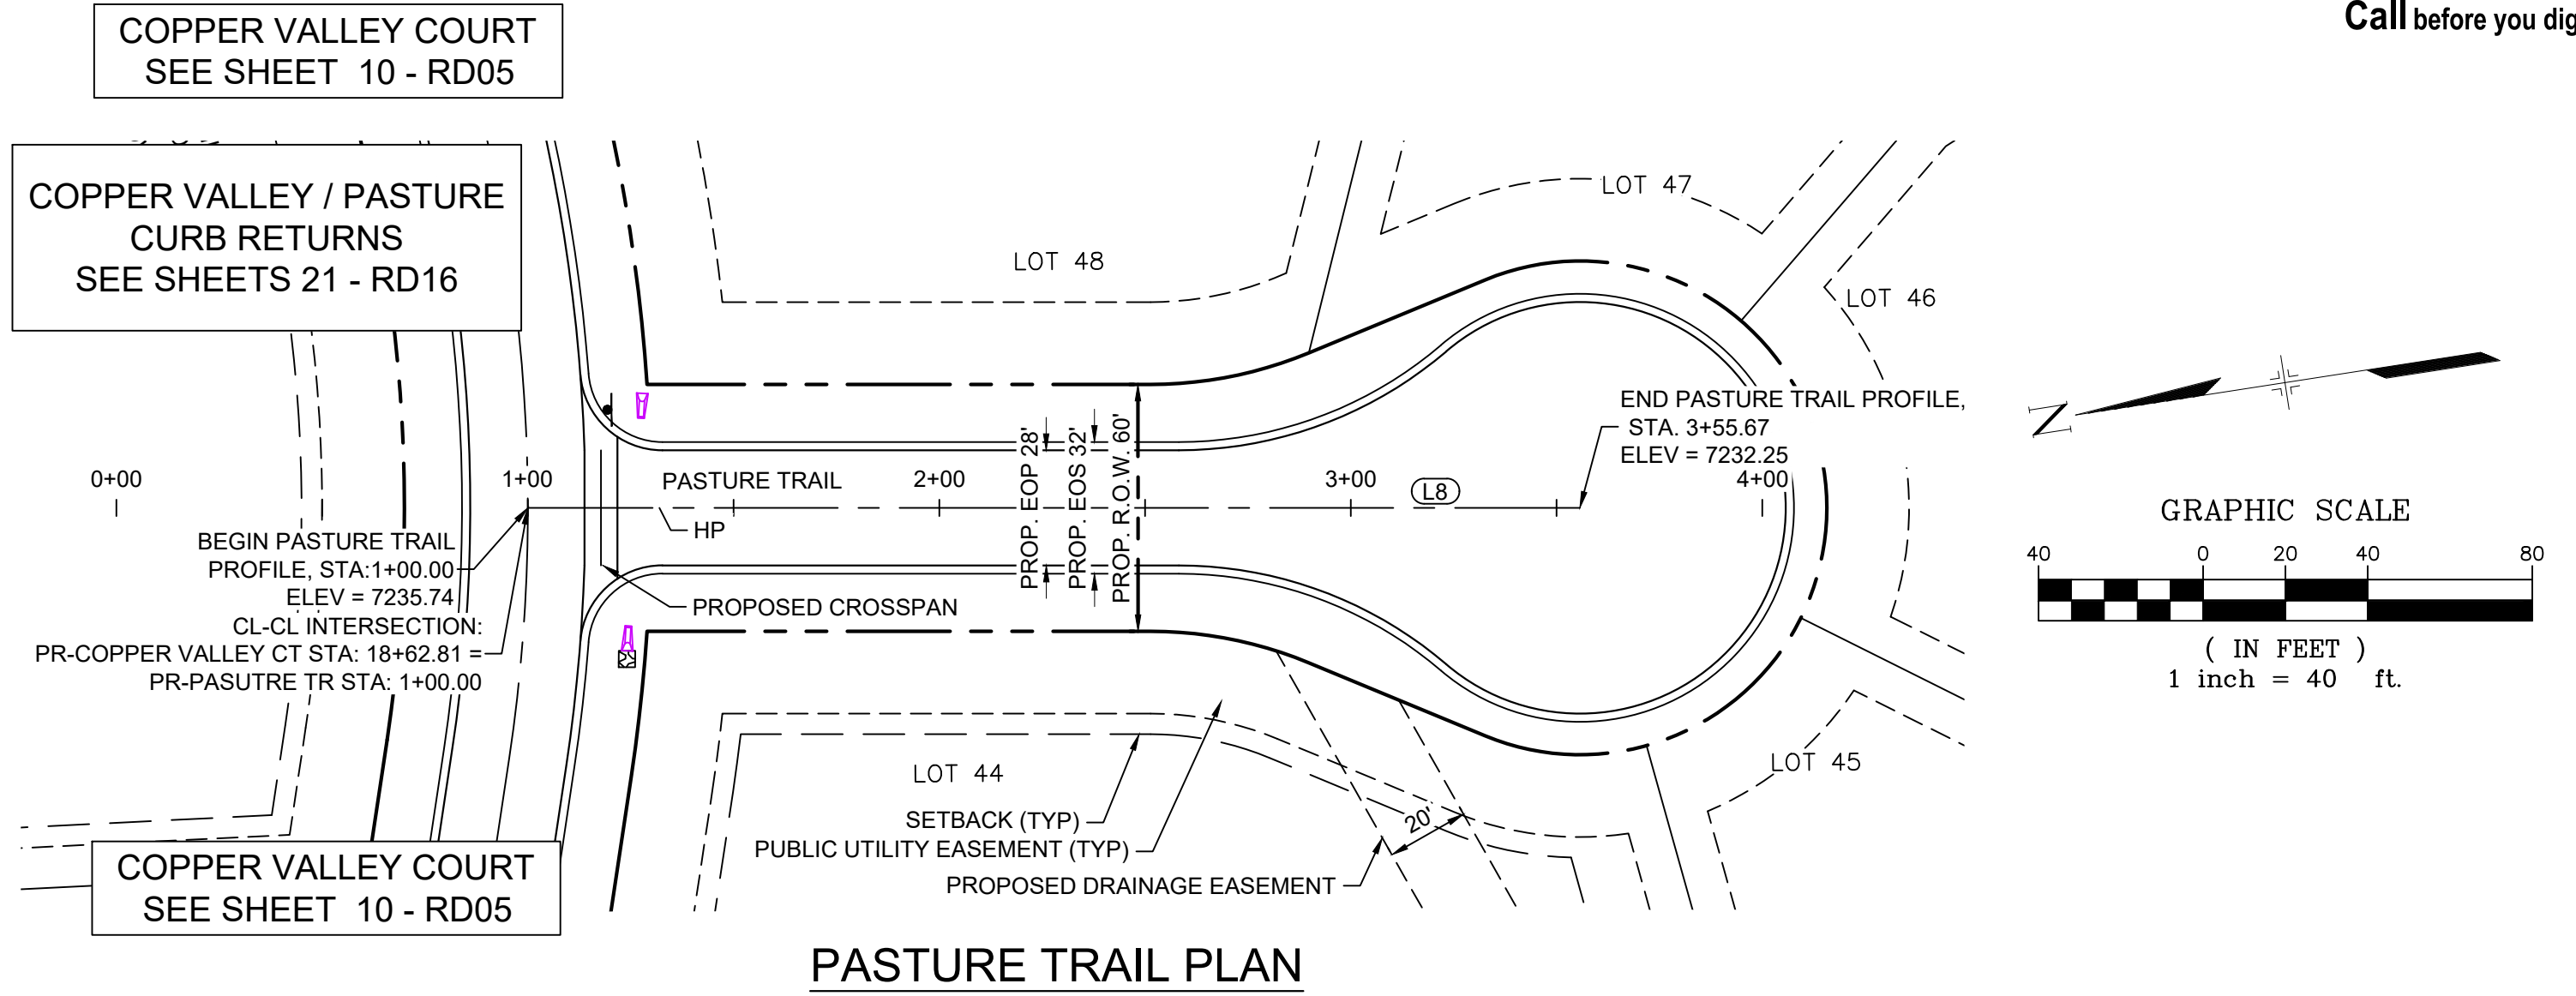 Call before you dig
COPPER VALLEY COURT
SEE SHEET 10 - RD05
COPPER VALLEY / PASTURE
CURB RETURNS
SEE SHEETS 21 - RD16
LOT 47
LOT 48
LOT 46
END PASTURE TRAIL PROFILE,
STA. 3+55.67
ELEV = 7232.25
N
0+00
1+00
PASTURE TRAIL
2+00
3+00
L8
4+00
PROP. EOP 28'
PROP. EOS 32'
PROP. R.O.W. 60'
HP
BEGIN PASTURE TRAIL
PROFILE, STA:1+00.00
ELEV = 7235.74
CL-CL INTERSECTION:
PR-COPPER VALLEY CT STA: 18+62.81 =
PR-PASUTRE TR STA: 1+00.00
PROPOSED CROSSPAN
GRAPHIC SCALE
40 0 20 40 80
( IN FEET )
1 inch = 40 ft.
LOT 44
LOT 45
SETBACK (TYP)
PUBLIC UTILITY EASEMENT (TYP)
20'
PROPOSED DRAINAGE EASEMENT
COPPER VALLEY COURT
SEE SHEET 10 - RD05
PASTURE TRAIL PLAN